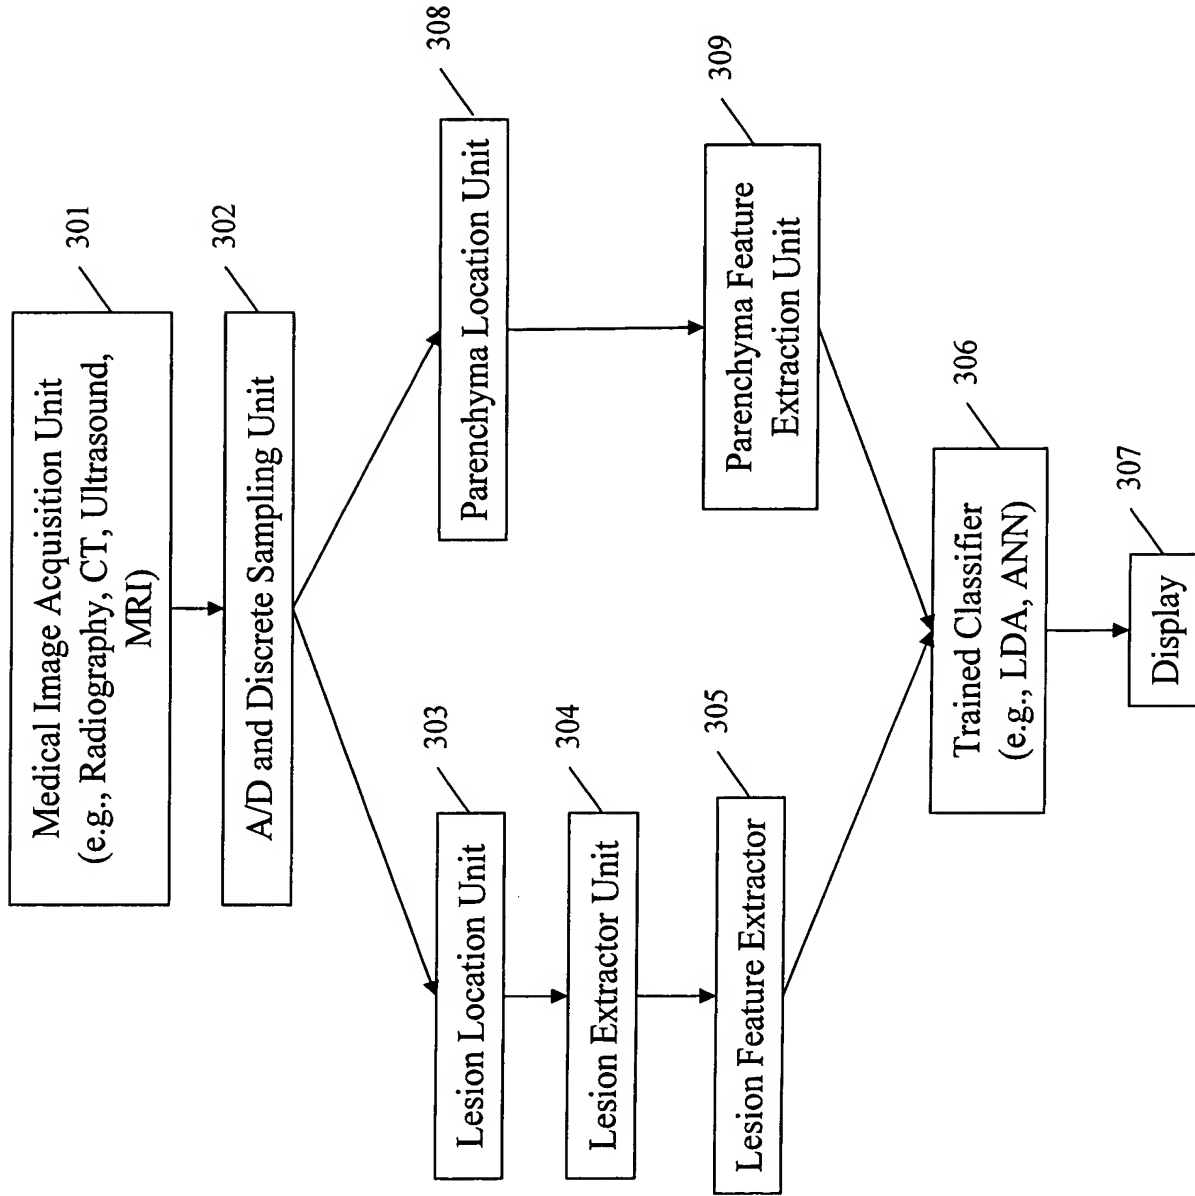 Medical Image Acquisition Unit
(e.g., Radiography, CT, Ultrasound,
MRI)
301
A/D and Discrete Sampling Unit
302
Lesion Location Unit
303
Lesion Extractor Unit
304
Lesion Feature Extractor
305
Parenchyma Location Unit
308
Parenchyma Feature
Extraction Unit
309
Trained Classifier
(e.g., LDA, ANN)
306
Display
307